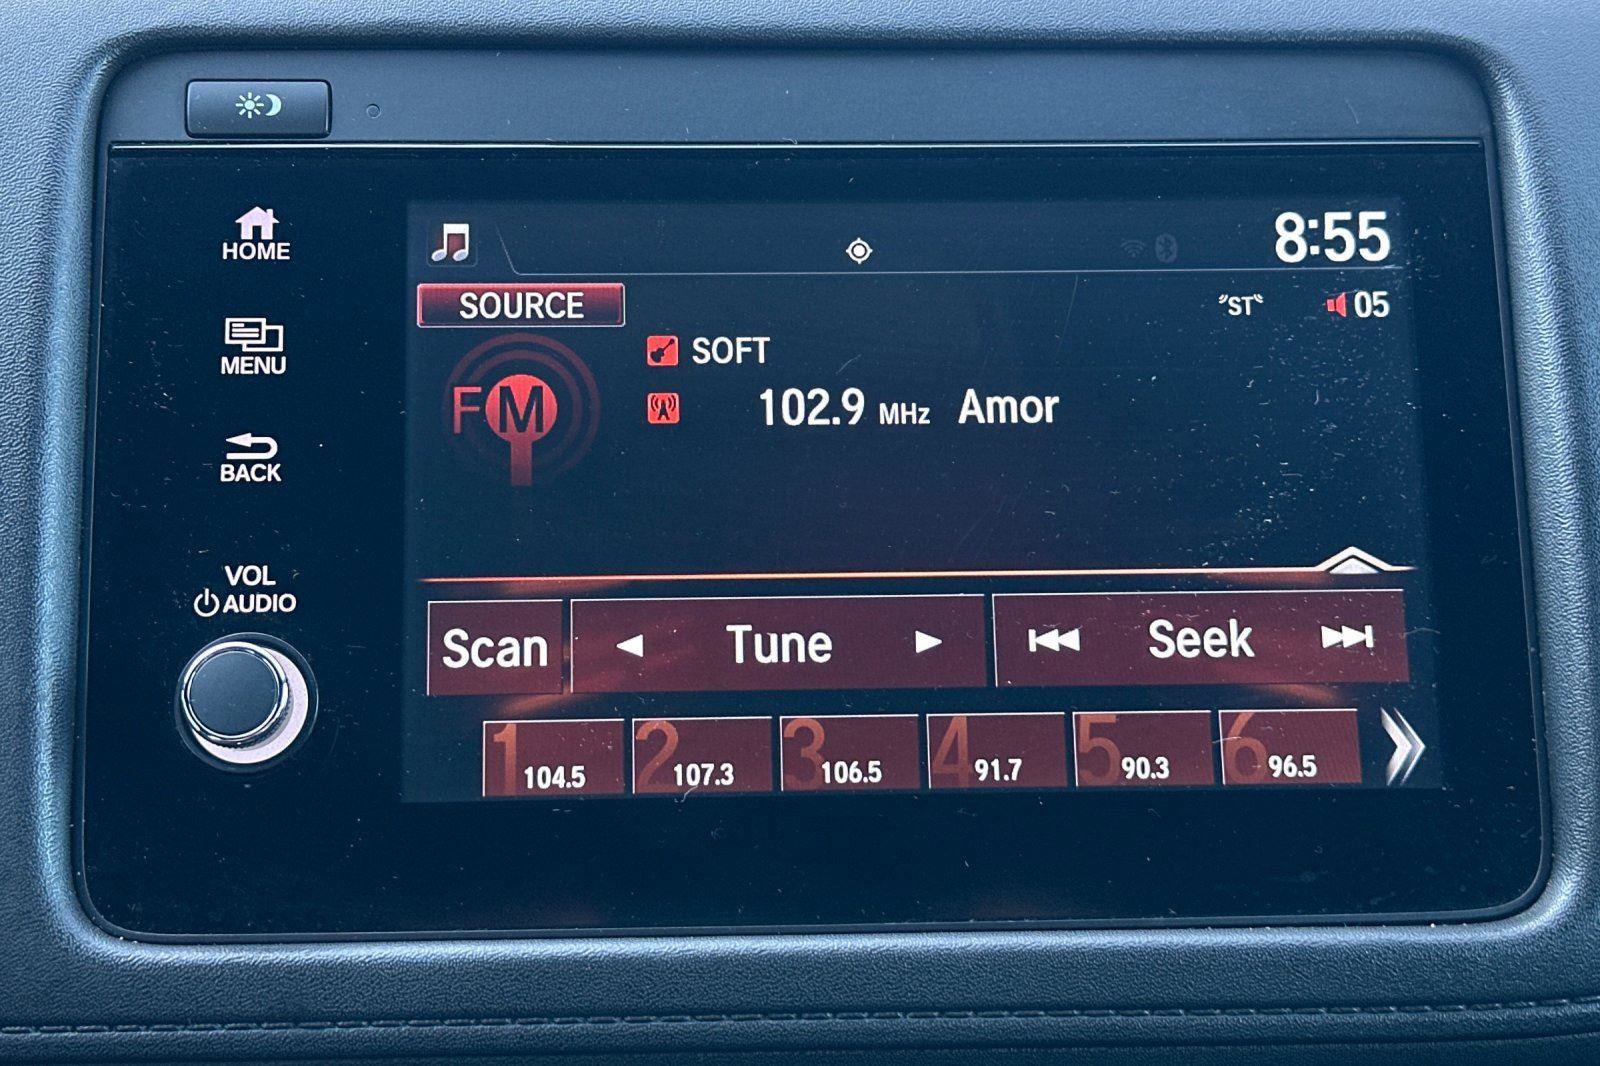 HOME
MENU
BACK
VOL
AUDIO
8:55
SOURCE
ST
05
FM
SOFT
102.9 MHz Amor
Scan
Tune
Seek
1 104.5
2 107.3
3 106.5
4 91.7
5 90.3
6 96.5